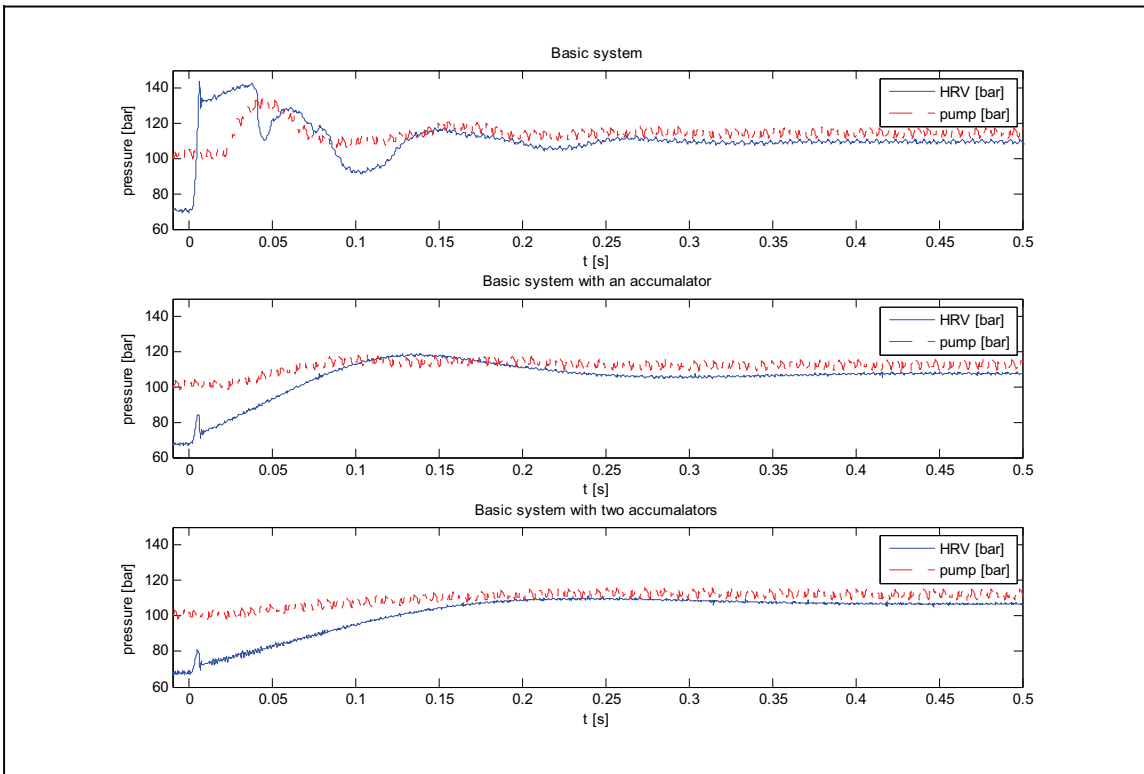 Basic system
140
120
100
80
60
pressure [bar]
HRV [bar]
pump [bar]
0 0.05 0.1 0.15 0.2 0.25 0.3 0.35 0.4 0.45 0.5
t [s]
Basic system with an accumalator
140
120
100
80
60
pressure [bar]
HRV [bar]
pump [bar]
0 0.05 0.1 0.15 0.2 0.25 0.3 0.35 0.4 0.45 0.5
t [s]
Basic system with two accumalators
140
120
100
80
60
pressure [bar]
HRV [bar]
pump [bar]
0 0.05 0.1 0.15 0.2 0.25 0.3 0.35 0.4 0.45 0.5
t [s]